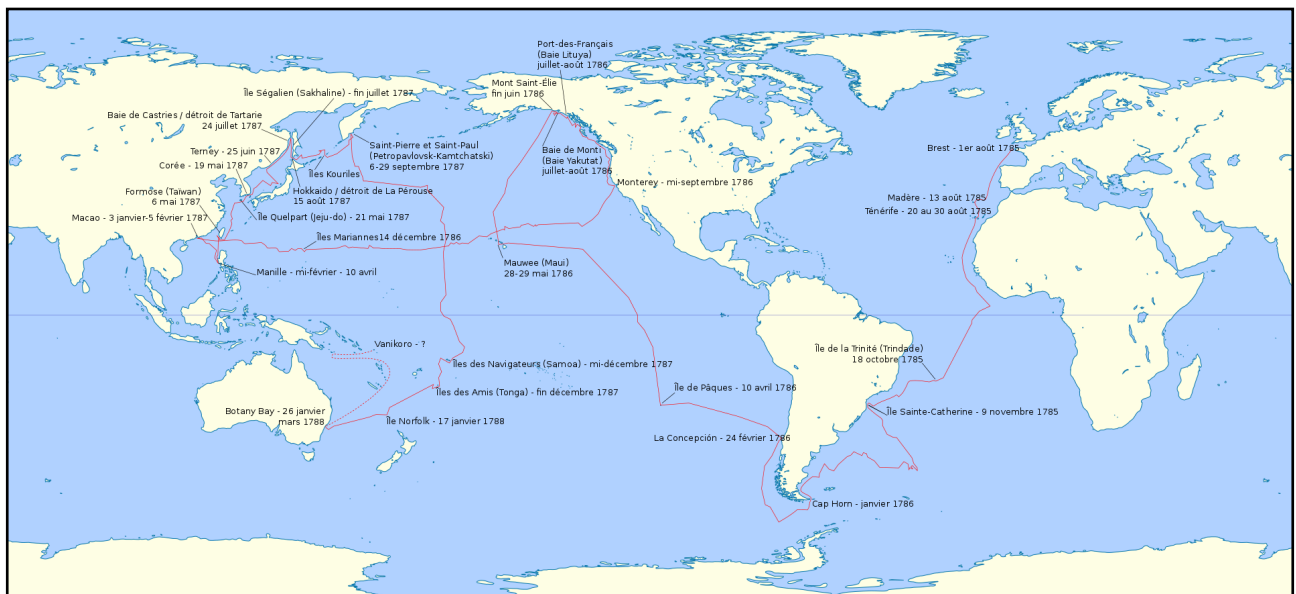 Port-des-Français
(Baie Lituya)
juillet-août 1786
Mont Saint-Élie
fin juin 1786
Île Ségalien (Sakhaline) - fin juillet 1787
Baie de Castries / détroit de Tartarie
24 juillet 1787
Saint-Pierre et Saint-Paul
(Petropavlovsk-Kamtchatski)
6-29 septembre 1787
Baie de Monti
(Baie Yakutat)
juillet-août 1786
Brest - 1er août 1785
Terney - 25 juin 1787
Corée - 19 mai 1787
Îles Kouriles
Monterey - mi-septembre 1786
Hokkaido / détroit de La Pérouse
15 août 1787
Formose (Taïwan)
6 mai 1787
Madère - 13 août 1785
Ténérife - 20 au 30 août 1785
Macao - 3 janvier-5 février 1787
Île Quelpart (Jeju-do) - 21 mai 1787
Îles Mariannes14 décembre 1786
Mauwee (Maui)
28-29 mai 1786
Manille - mi-février - 10 avril
Vanikoro - ?
Île de la Trinité (Trindade)
18 octobre 1785
Îles des Navigateurs (Samoa) - mi-décembre 1787
Île de Pâques - 10 avril 1786
Îles des Amis (Tonga) - fin décembre 1787
Botany Bay - 26 janvier
mars 1788
Île Norfolk - 17 janvier 1788
Île Sainte-Catherine - 9 novembre 1785
La Concepción - 24 février 1786
Cap Horn - janvier 1786